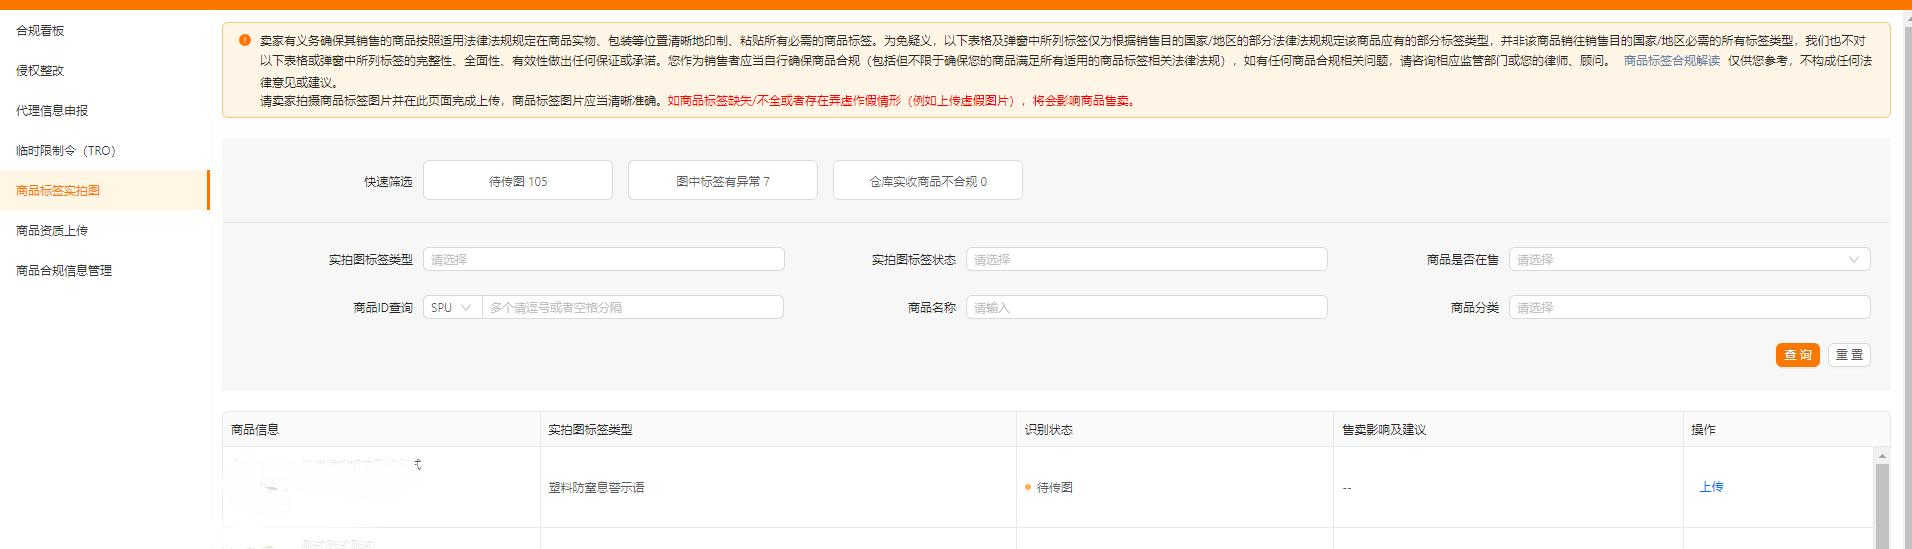 合规看板
侵权整改
代理信息申报
临时限制令（TRO）
商品标签实拍图
商品资质上传
商品合规信息管理
卖家有义务确保其销售的商品按照适用法律法规规定在商品实物、包装等位置清晰地印制、粘贴所有必需的商品标签。为免疑义，以下表格及弹窗中所列标签仅为根据销售目的国家/地区的部分法律法规规定该商品应有的部分标签类型，并非该商品销往销售目的国家/地区必需的所有标签类型，我们也不对
以下表格或弹窗中所列标签的完整性、全面性、有效性做出任何保证或承诺。您作为销售者应当自行确保商品合规（包括但不限于确保您的商品满足所有适用的商品标签相关法律法规），如有任何商品合规相关问题，请咨询相应监管部门或您的律师、顾问。 商品标签合规解读 仅供您参考，不构成任何法
律意见或建议。
请卖家拍摄商品标签图片并在此页面完成上传，商品标签图片应当清晰准确。如商品标签缺失/不全或者存在弄虚作假情形（例如上传虚假图片），将会影响商品售卖。
快速筛选 待传图 105 图中标签有异常 7 仓库实收商品不合规 0
实拍图标签类型 请选择 实拍图标签状态 请选择 商品是否在售 请选择
商品ID查询 SPU 多个请逗号或者空格分隔 商品名称 请输入 商品分类 请选择
查 询 重 置
商品信息 实拍图标签类型 识别状态 售卖影响及建议 操作
式
塑料防窒息警示语 待传图 -- 上传